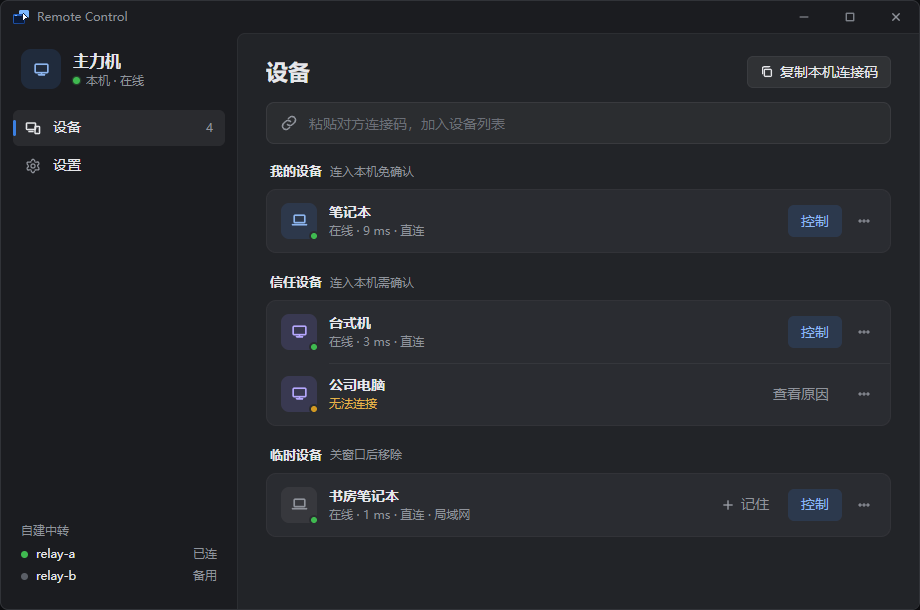 Remote Control
主力机
本机 · 在线
设备 4
设置
自建中转
relay-a 已连
relay-b 备用
设备
复制本机连接码
粘贴对方连接码，加入设备列表
我的设备 连入本机免确认
笔记本
在线 · 9 ms · 直连
控制
信任设备 连入本机需确认
台式机
在线 · 3 ms · 直连
控制
公司电脑
无法连接
查看原因
临时设备 关窗口后移除
书房笔记本
在线 · 1 ms · 直连 · 局域网
+ 记住 控制